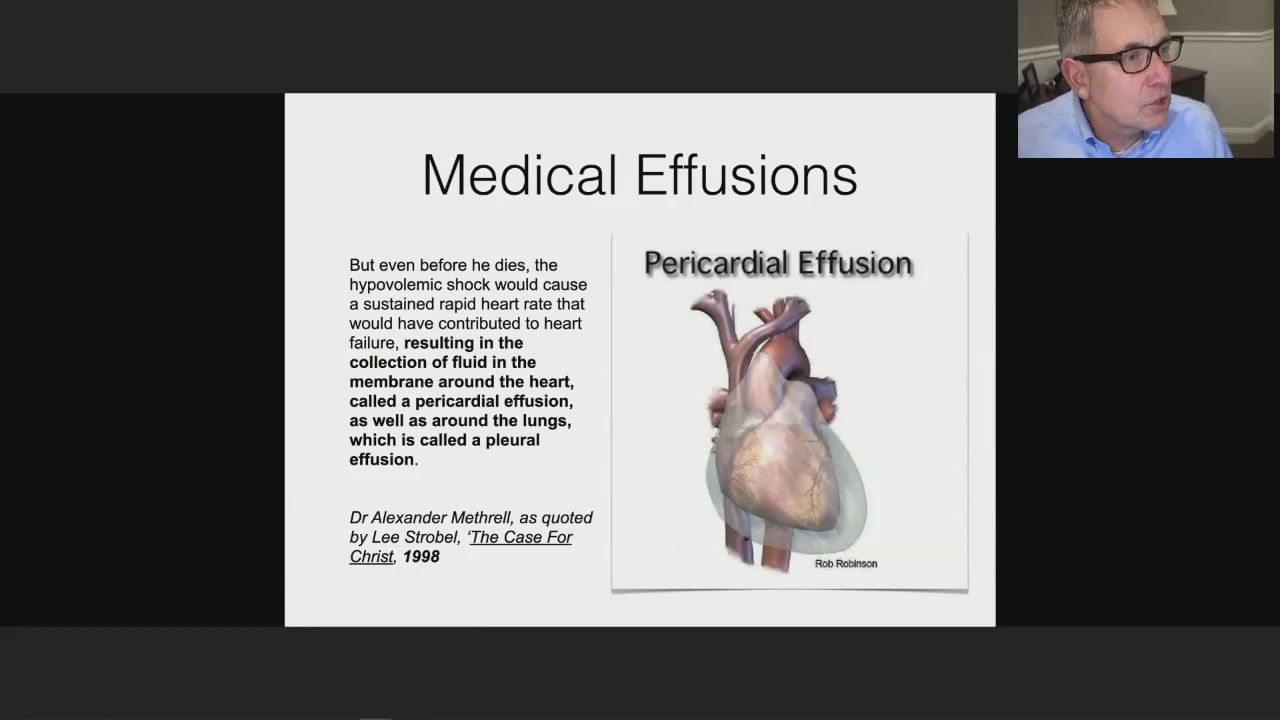 Medical Effusions
But even before he dies, the
hypovolemic shock would cause
a sustained rapid heart rate that
would have contributed to heart
failure, resulting in the
collection of fluid in the
membrane around the heart,
called a pericardial effusion,
as well as around the lungs,
which is called a pleural
effusion.
Dr Alexander Methrell, as quoted
by Lee Strobel, ‘The Case For
Christ, 1998
Pericardial Effusion
Rob Robinson